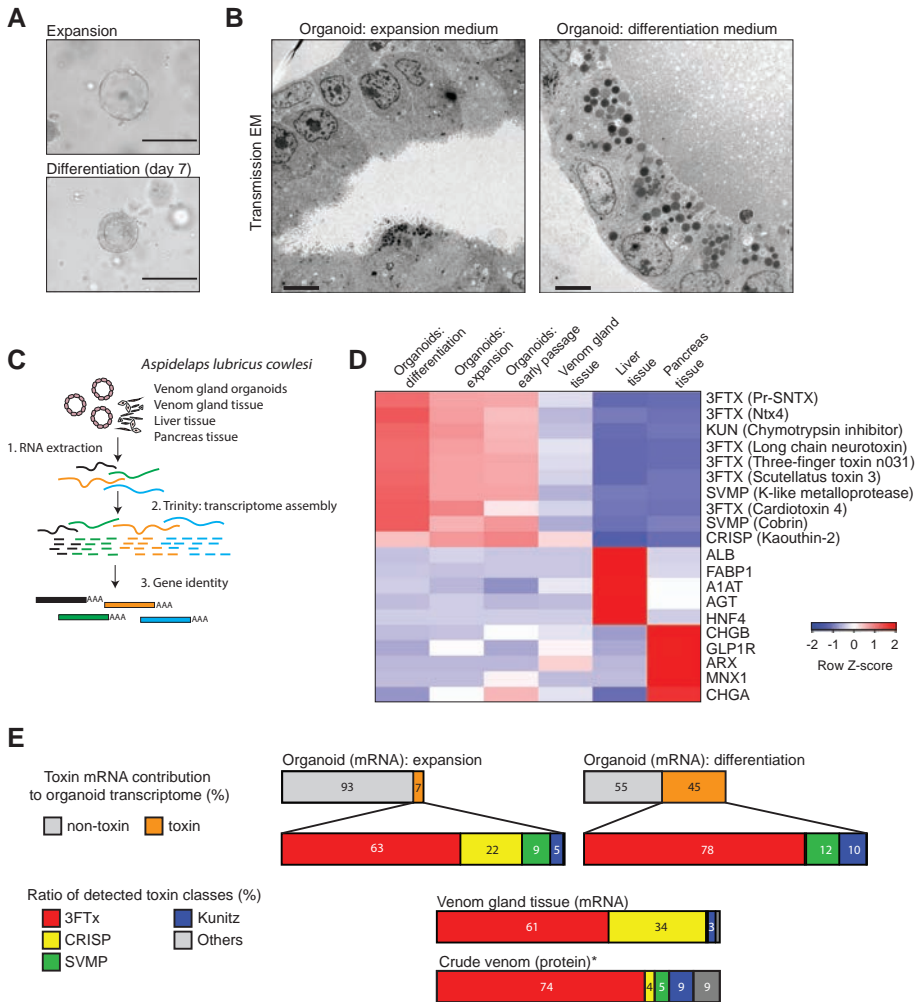 A
Expansion
Differentiation (day 7)
B
Organoid: expansion medium
Organoid: differentiation medium
Transmission EM
C
Aspidelaps lubricus cowlesi
Venom gland organoids
Venom gland tissue
Liver tissue
Pancreas tissue
1. RNA extraction
2. Trinity: transcriptome assembly
3. Gene identity
AAA
AAA
AAA
AAA
D
Organoids:
differentiation
Organoids:
expansion
Organoids:
early passage
Venom gland
tissue
Liver
tissue
Pancreas
tissue
3FTX (Pr-SNTX)
3FTX (Ntx4)
KUN (Chymotrypsin inhibitor)
3FTX (Long chain neurotoxin)
3FTX (Three-finger toxin n031)
3FTX (Scutellatus toxin 3)
SVMP (K-like metalloprotease)
3FTX (Cardiotoxin 4)
SVMP (Cobrin)
CRISP (Kaouthin-2)
ALB
FABP1
A1AT
AGT
HNF4
CHGB
GLP1R
ARX
MNX1
CHGA
-2 -1 0 1 2
Row Z-score
E
Toxin mRNA contribution
to organoid transcriptome (%)
non-toxin toxin
Organoid (mRNA): expansion
93 7
63 22 9 5
Organoid (mRNA): differentiation
55 45
78 12 10
Ratio of detected toxin classes (%)
3FTx Kunitz
CRISP Others
SVMP
Venom gland tissue (mRNA)
61 34 3
Crude venom (protein)*
74 4 5 9 9